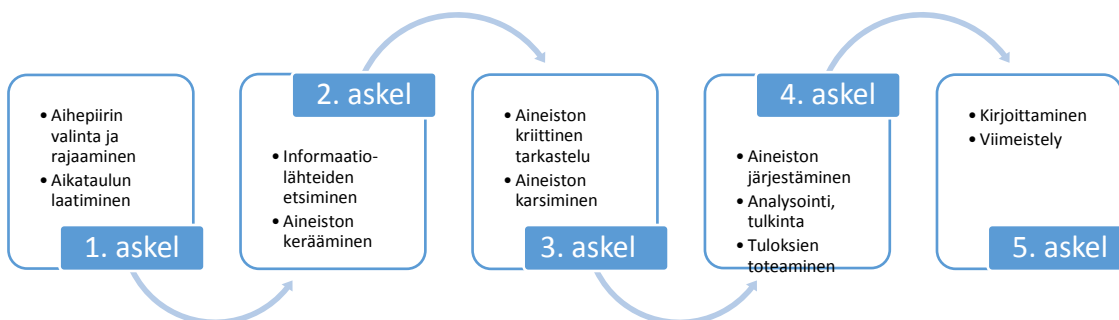 • Aihepiirin
valinta ja
rajaaminen
• Aikataulun
laatiminen
1. askel
2. askel
• Informaatio-
lähteiden
etsiminen
• Aineiston
kerääminen
• Aineiston
kriittinen
tarkastelu
• Aineiston
karsiminen
3. askel
4. askel
• Aineiston
järjestäminen
• Analysointi,
tulkinta
• Tuloksien
toteaminen
• Kirjoittaminen
• Viimeistely
5. askel